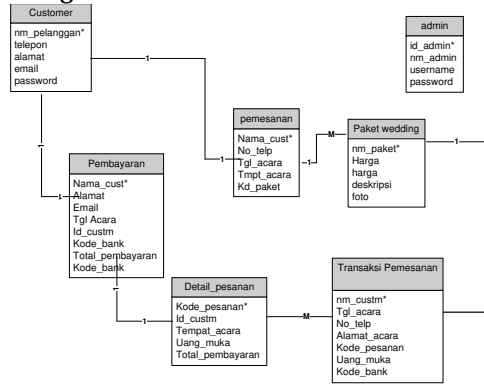 Customer
nm_pelanggan*
telepon
alamat
email
password
admin
id_admin*
nm_admin
username
password
1
pemesanan
Nama_cust*
No_telp
Tgl_acara
Tmpt_acara
Kd_paket
1
1
M
Paket wedding
nm_paket*
Harga
harga
deskripsi
foto
1
1
Pembayaran
Nama_cust*
Alamat
Email
Tgl Acara
Id_custm
Kode_bank
Total_pembayaran
Kode_bank
1
1
1
Detail_pesanan
Kode_pesanan*
Id_custm
Tempat_acara
Uang_muka
Total_pembayaran
M
Transaksi Pemesanan
nm_custm*
Tgl_acara
No_telp
Alamat_acara
Kode_pesanan
Uang_muka
Kode_bank